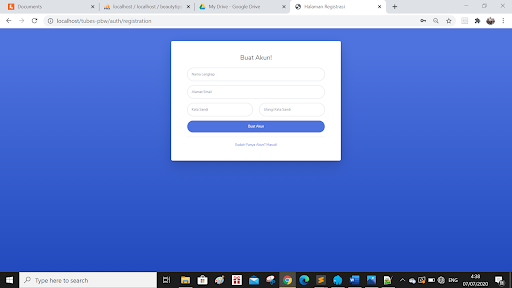 Documents
localhost / localhost / beautytip
My Drive - Google Drive
Halaman Registrasi
localhost/tubes-pbw/auth/registration
Buat Akun!
Nama Lengkap
Alamat Email
Kata Sandi
Ulangi Kata Sandi
Buat Akun
Sudah Punya Akun? Masuk!
Type here to search
ENG
4:38
07/07/2020